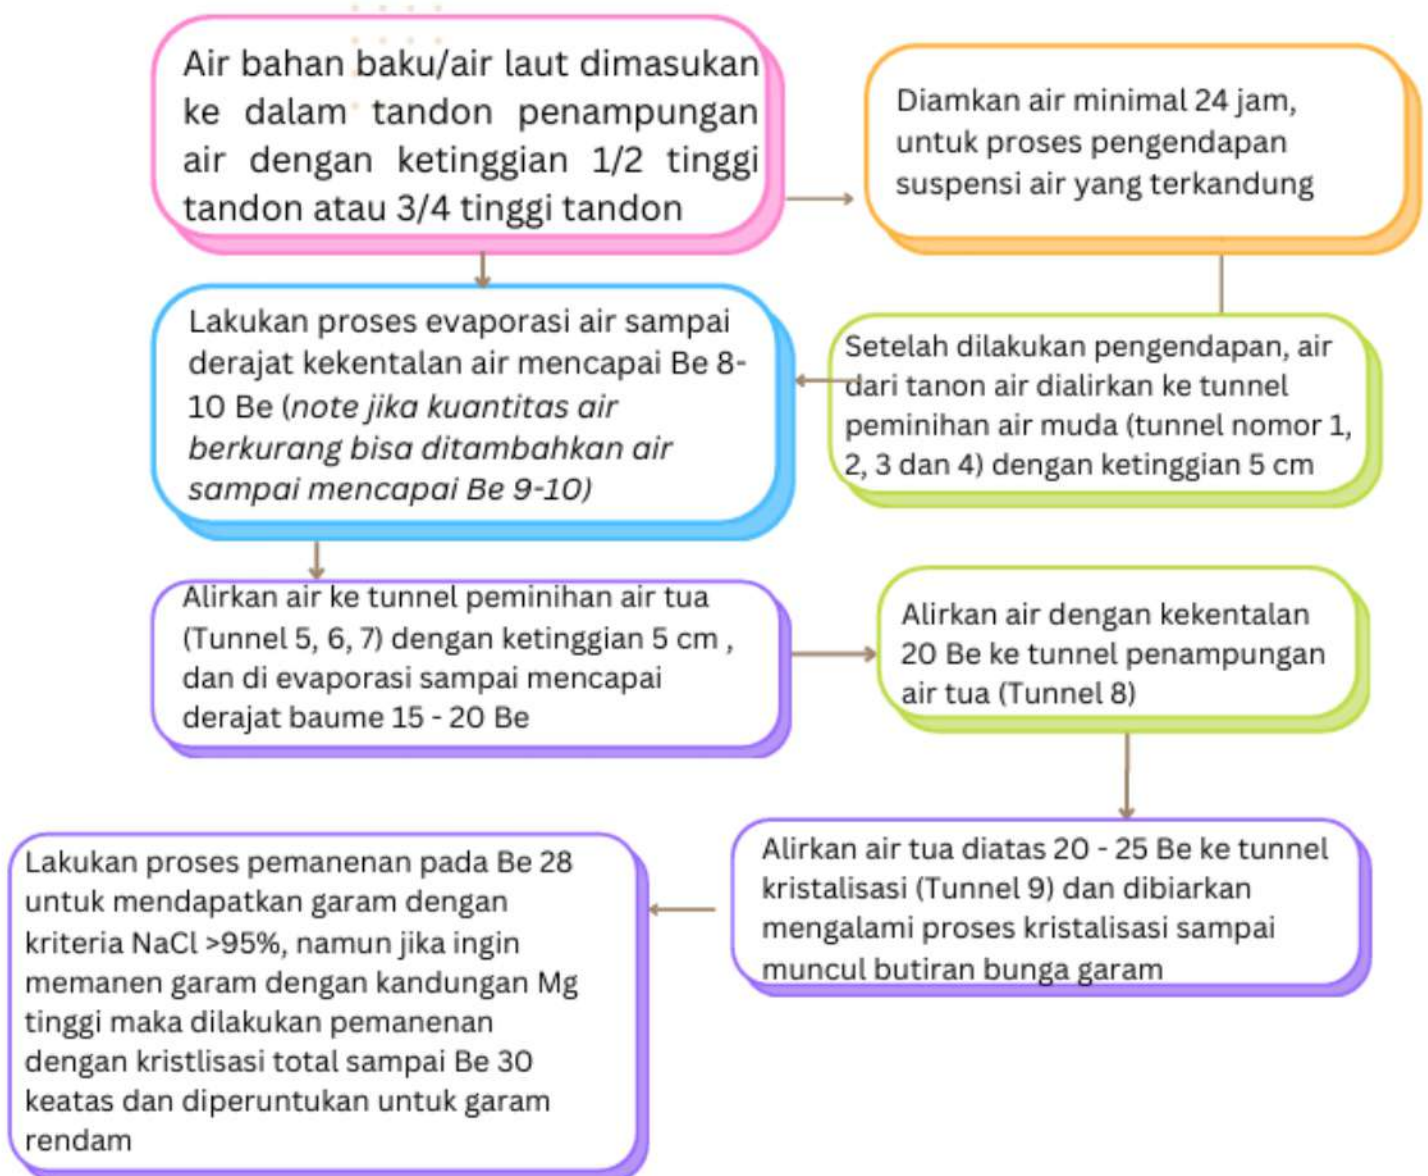 Air bahan baku/air laut dimasukan
ke dalam tandon penampungan
air dengan ketinggian 1/2 tinggi
tandon atau 3/4 tinggi tandon
Diamkan air minimal 24 jam,
untuk proses pengendapan
suspensi air yang terkandung
Setelah dilakukan pengendapan, air
dari tanon air dialirkan ke tunnel
peminihan air muda (tunnel nomor 1,
2, 3 dan 4) dengan ketinggian 5 cm
Lakukan proses evaporasi air sampai
derajat kekentalan air mencapai Be 8-
10 Be (note jika kuantitas air
berkurang bisa ditambahkan air
sampai mencapai Be 9-10)
Alirkan air ke tunnel peminihan air tua
(Tunnel 5, 6, 7) dengan ketinggian 5 cm ,
dan di evaporasi sampai mencapai
derajat baume 15 - 20 Be
Alirkan air dengan kekentalan
20 Be ke tunnel penampungan
air tua (Tunnel 8)
Alirkan air tua diatas 20 - 25 Be ke tunnel
kristalisasi (Tunnel 9) dan dibiarkan
mengalami proses kristalisasi sampai
muncul butiran bunga garam
Lakukan proses pemanenan pada Be 28
untuk mendapatkan garam dengan
kriteria NaCl >95%, namun jika ingin
memanen garam dengan kandungan Mg
tinggi maka dilakukan pemanenan
dengan kristlisasi total sampai Be 30
keatas dan diperuntukan untuk garam
rendam